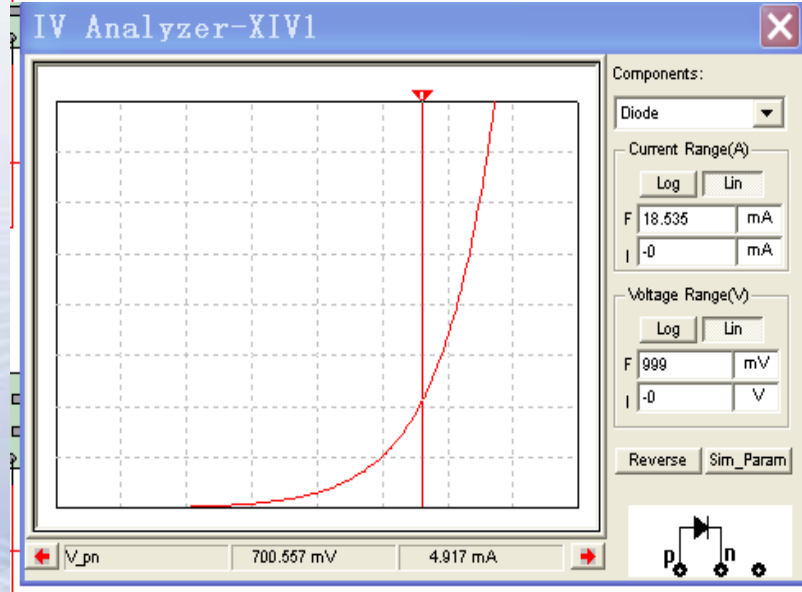 IV Analyzer-XIV1
Components:
Diode
Current Range(A)
Log Lin
F 18.535 mA
I -0 mA
Voltage Range(V)
Log Lin
F 999 mV
I -0 V
Reverse Sim_Param
V_pn 700.557 mV 4.917 mA
p n